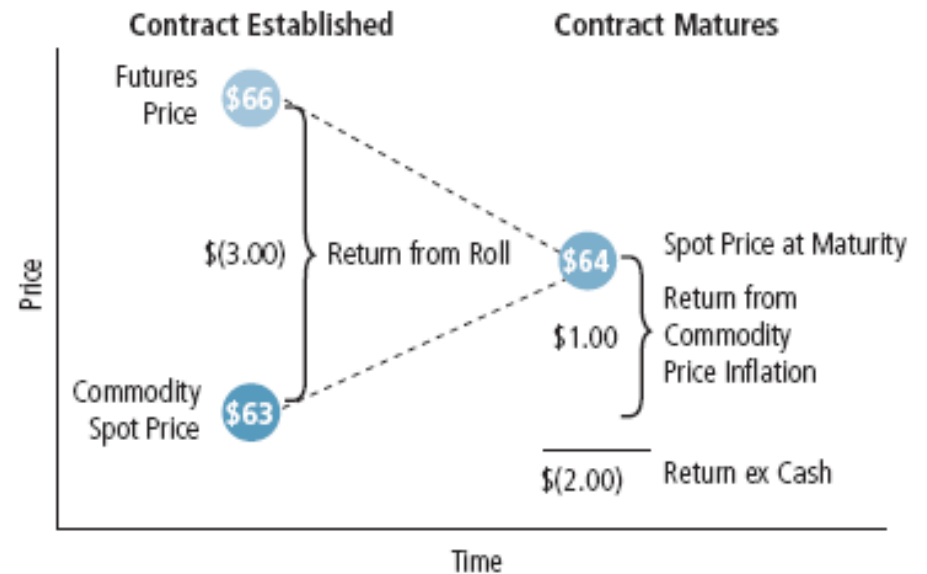 Contract Established
Contract Matures
Futures
Price
$66
$(3.00)
Return from Roll
$64
Spot Price at Maturity
Return from
Commodity
Price Inflation
$1.00
Commodity
Spot Price
$63
$(2.00)
Return ex Cash
Price
Time